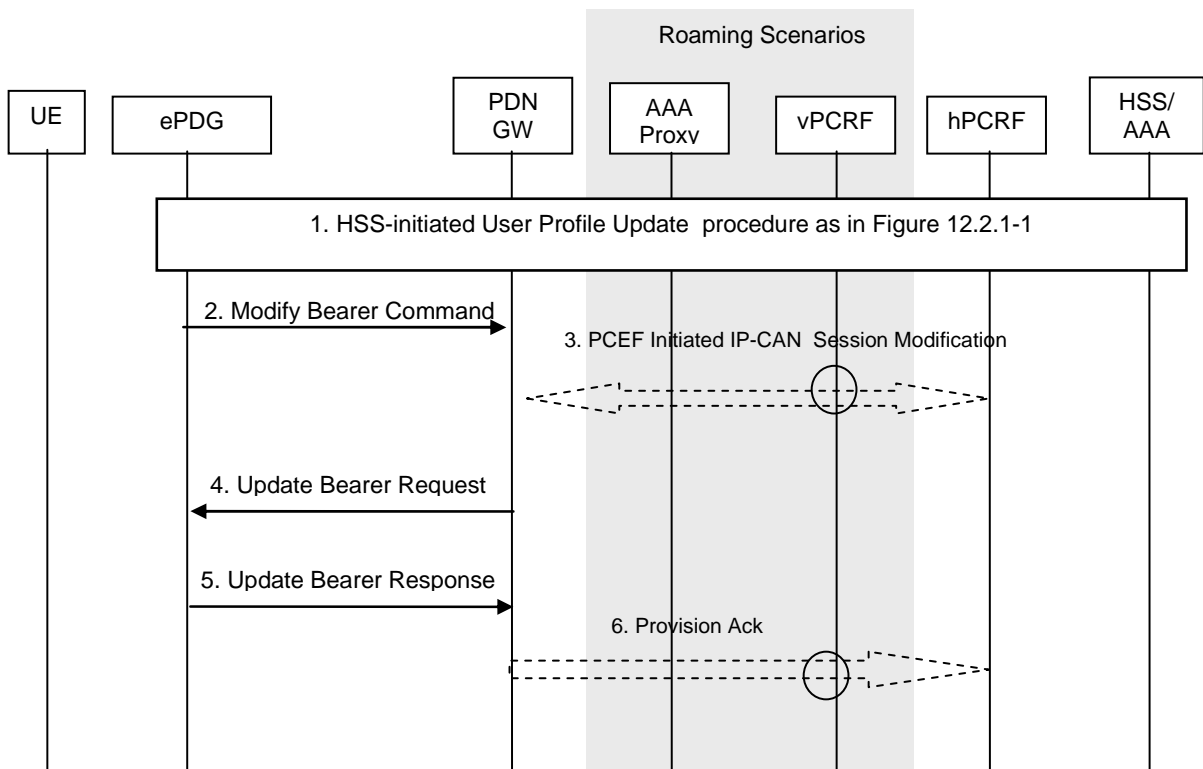 Roaming Scenarios
UE
ePDG
PDN
GW
AAA
Proxy
vPCRF
hPCRF
HSS/
AAA
1. HSS-initiated User Profile Update procedure as in Figure 12.2.1-1
2. Modify Bearer Command
3. PCEF Initiated IP-CAN Session Modification
4. Update Bearer Request
5. Update Bearer Response
6. Provision Ack